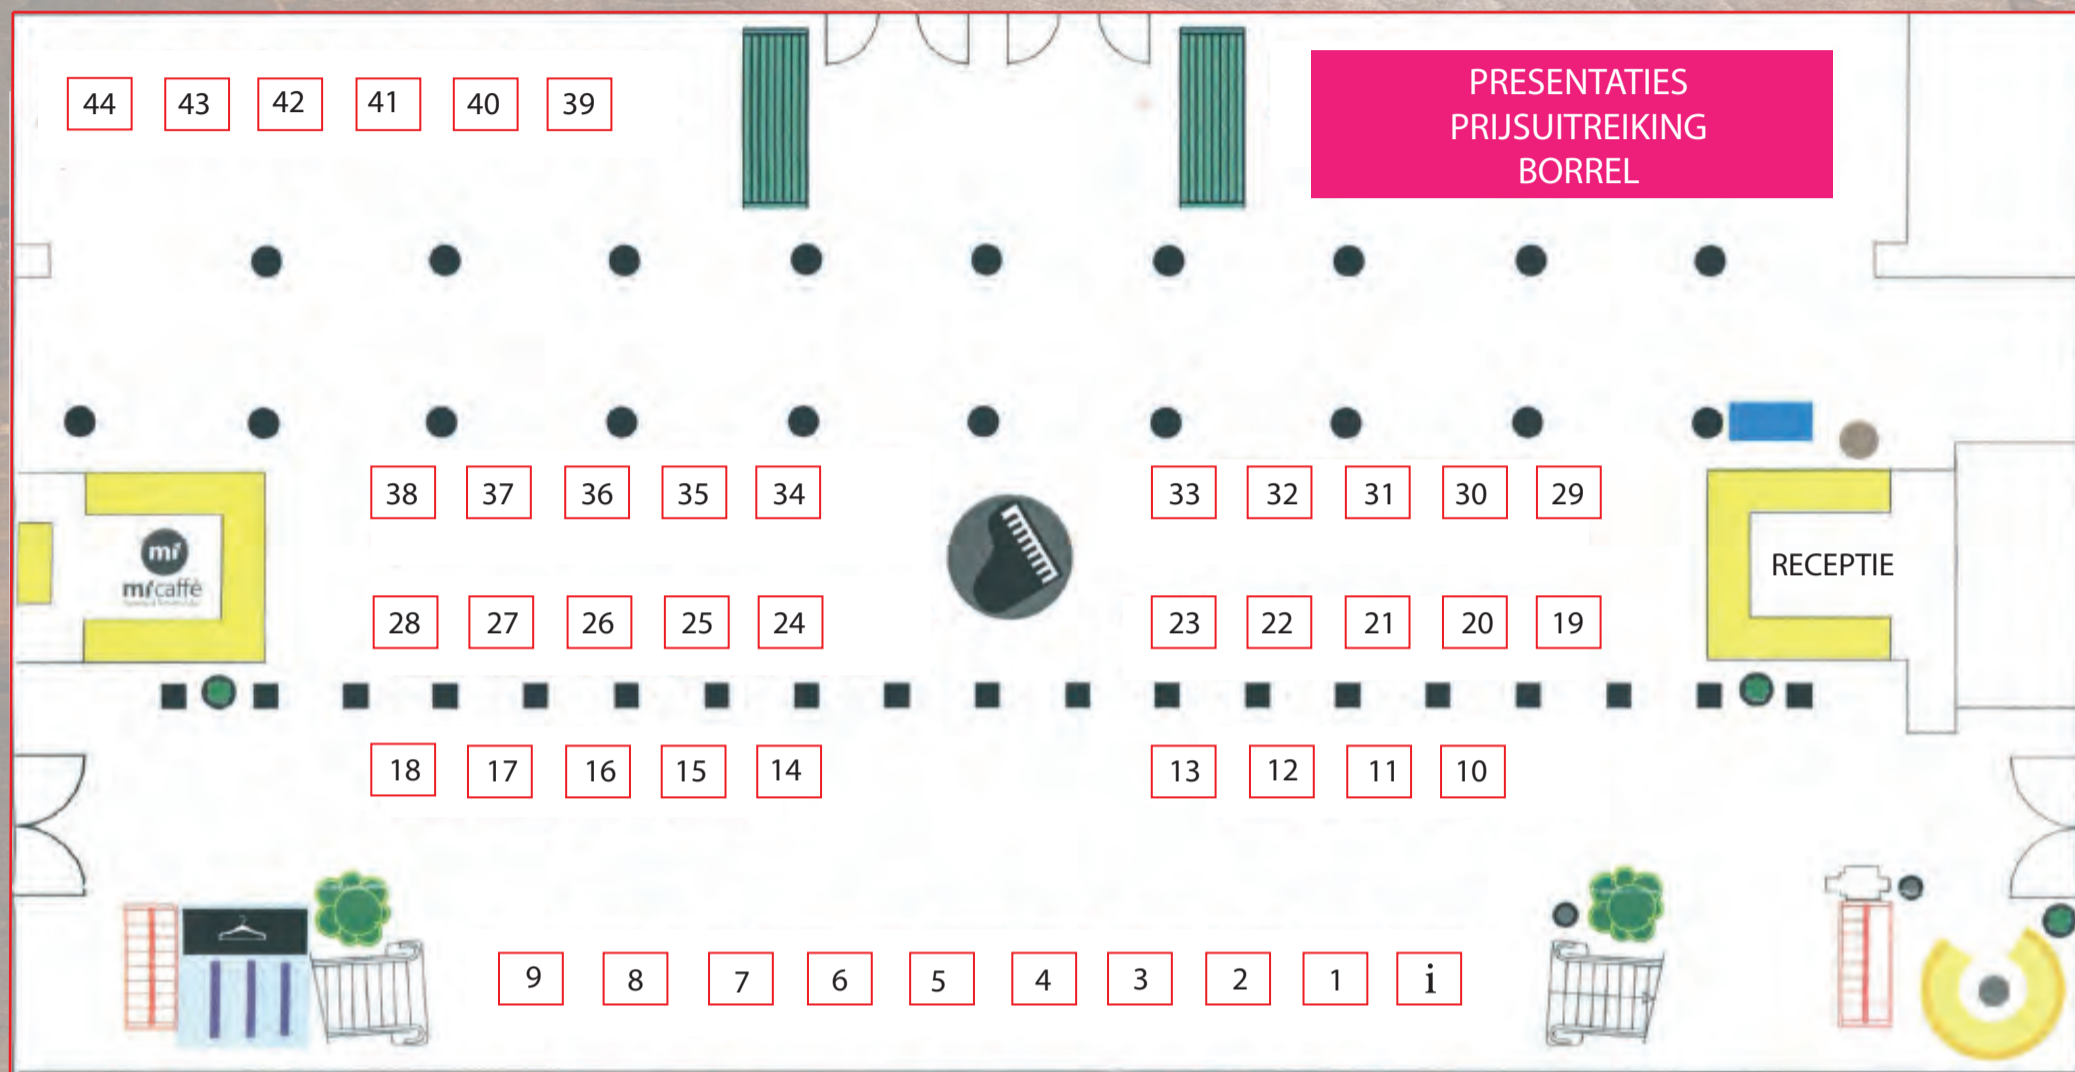 PRESENTATIES
PRIJSUITREIKING
BORREL
44 43 42 41 40 39
38 37 36 35 34 33 32 31 30 29
mi
micaffè
RECEPTIE
28 27 26 25 24 23 22 21 20 19
18 17 16 15 14 13 12 11 10
9 8 7 6 5 4 3 2 1 i